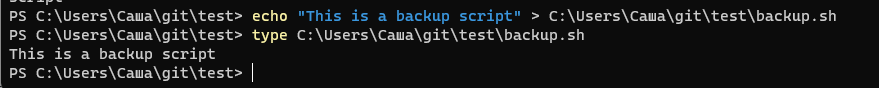 script
PS C:\Users\Саша\git\test> echo "This is a backup script" > C:\Users\Саша\git\test\backup.sh
PS C:\Users\Саша\git\test> type C:\Users\Саша\git\test\backup.sh
This is a backup script
PS C:\Users\Саша\git\test>